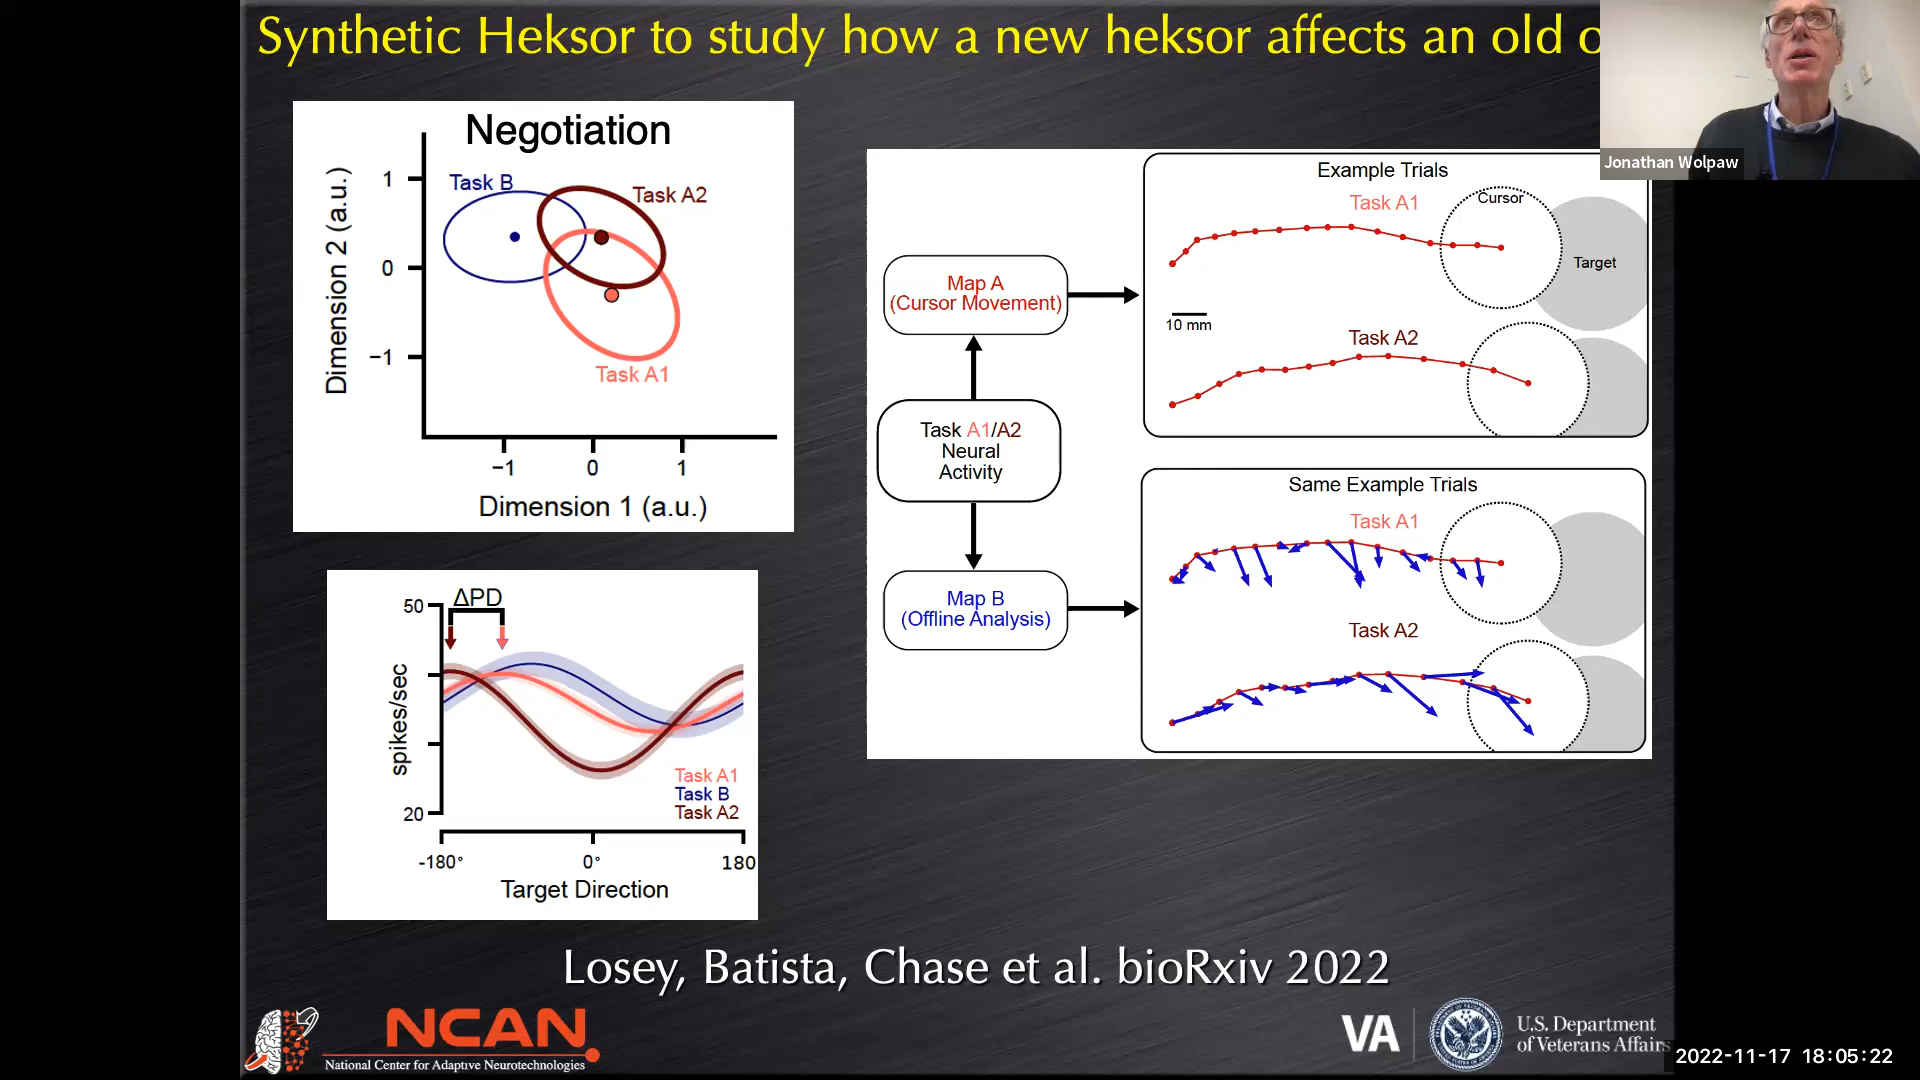 Synthetic Heksor to study how a new heksor affects an old o
Jonathan Wolpaw
Negotiation
Dimension 2 (a.u.)
1
0
−1
Task B
Task A2
Task A1
−1
0
1
Dimension 1 (a.u.)
Map A
(Cursor Movement)
Task A1/A2
Neural
Activity
Map B
(Offline Analysis)
Example Trials
Task A1
Cursor
Target
10 mm
Task A2
Same Example Trials
Task A1
Task A2
ΔPD
50
spikes/sec
20
Task A1
Task B
Task A2
-180°
0°
180
Target Direction
Losey, Batista, Chase et al. bioRxiv 2022
NCAN
National Center for Adaptive Neurotechnologies
VA
U.S. Department
of Veterans Affairs
2022-11-17 18:05:22